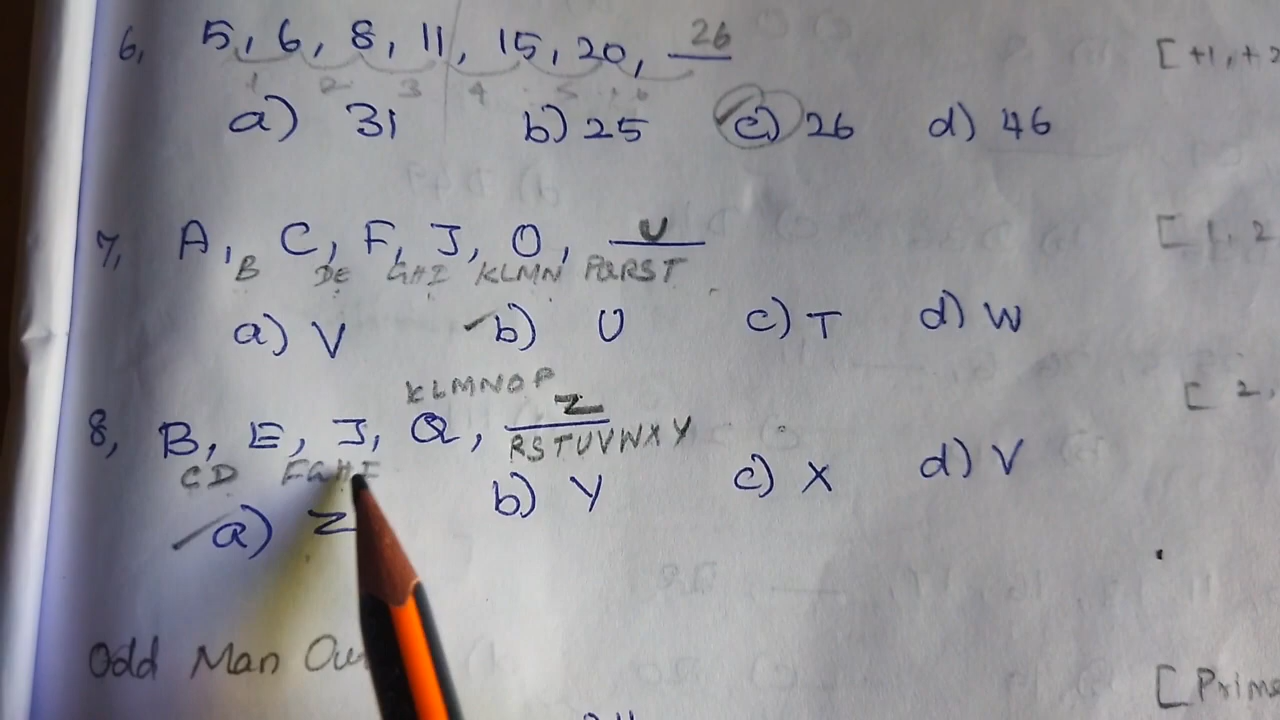 6, 5, 6, 8, 11, 15, 20, 26 [+1, +2
1 2 3 4 5 6
a) 31 b) 25 c) 26 d) 46
7, A, C, F, J, O, U [1, 2
B DE GHI KLMN PQRST
a) V b) U c) T d) W
KLMNOP
8, B, E, J, Q, Z [2,
CD FGHI RSTUVWXY
a) Z b) Y c) X d) V
Odd Man Ou [Prime